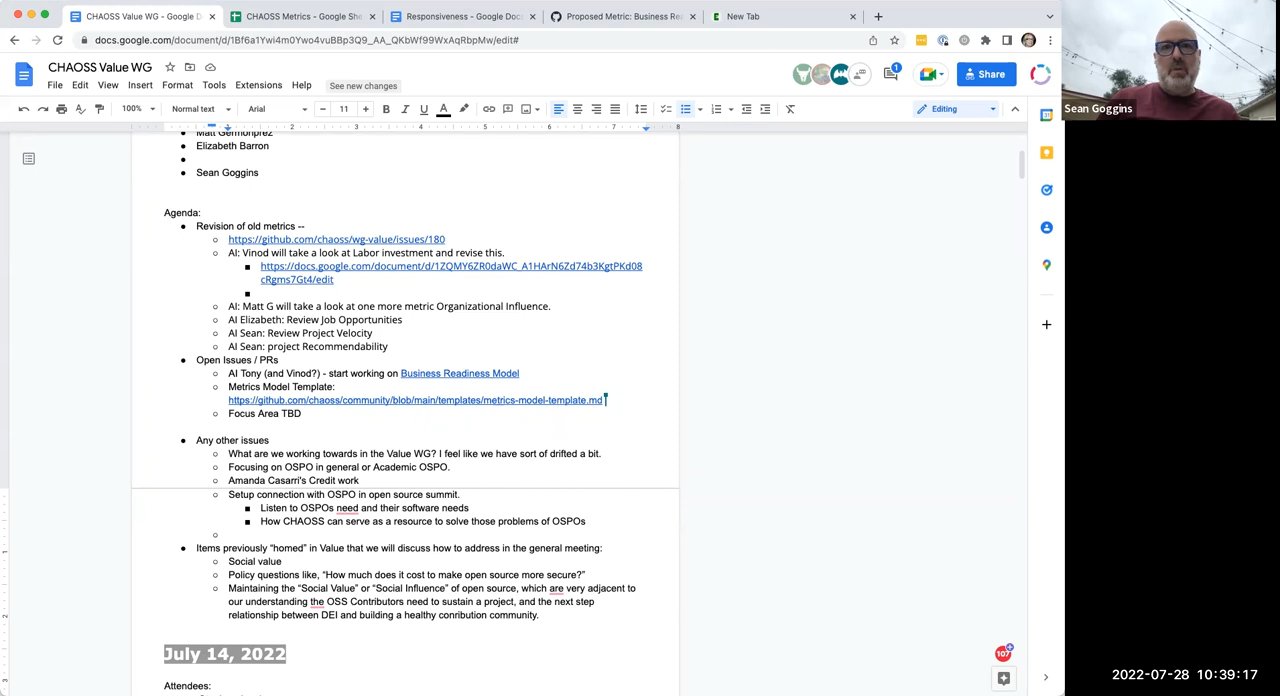 CHAOSS Value WG - Google D
CHAOSS Metrics - Google She
Responsiveness - Google Doc
Proposed Metric: Business Re
New Tab
docs.google.com/document/d/1Bf6a1Ywi4m0Ywo4vuBBp3Q9_AA_QKbWf99WxAqRbpMw/edit#
CHAOSS Value WG
File Edit View Insert Format Tools Extensions Help See new changes
1
Share
100% Normal text Arial 11 Editing
1 2 3 4 5 6 7 8
Matt Germonprez
Elizabeth Barron
Sean Goggins
Agenda:
Revision of old metrics --
https://github.com/chaoss/wg-value/issues/180
AI: Vinod will take a look at Labor investment and revise this.
https://docs.google.com/document/d/1ZQMY6ZR0daWC_A1HArN6Zd74b3KgtPKd08
cRgms7Gt4/edit
AI: Matt G will take a look at one more metric Organizational Influence.
AI Elizabeth: Review Job Opportunities
AI Sean: Review Project Velocity
AI Sean: project Recommendability
Open Issues / PRs
AI Tony (and Vinod?) - start working on Business Readiness Model
Metrics Model Template:
https://github.com/chaoss/community/blob/main/templates/metrics-model-template.md
Focus Area TBD
Any other issues
What are we working towards in the Value WG? I feel like we have sort of drifted a bit.
Focusing on OSPO in general or Academic OSPO.
Amanda Casarri's Credit work
Setup connection with OSPO in open source summit.
Listen to OSPOs need and their software needs
How CHAOSS can serve as a resource to solve those problems of OSPOs
Items previously “homed” in Value that we will discuss how to address in the general meeting:
Social value
Policy questions like, “How much does it cost to make open source more secure?”
Maintaining the “Social Value” or “Social Influence” of open source, which are very adjacent to
our understanding the OSS Contributors need to sustain a project, and the next step
relationship between DEI and building a healthy conribution community.
July 14, 2022
Attendees:
107
Sean Goggins
2022-07-28 10:39:17